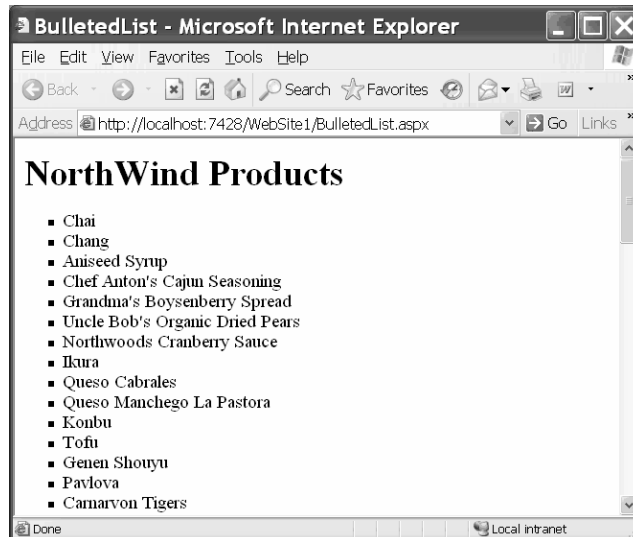 BulletedList - Microsoft Internet Explorer
File Edit View Favorites Tools Help
Back Search Favorites »
Address http://localhost:7428/WebSite1/BulletedList.aspx Go Links »
NorthWind Products
Chai
Chang
Aniseed Syrup
Chef Anton's Cajun Seasoning
Grandma's Boysenberry Spread
Uncle Bob's Organic Dried Pears
Northwoods Cranberry Sauce
Ikura
Queso Cabrales
Queso Manchego La Pastora
Konbu
Tofu
Genen Shouyu
Pavlova
Carnarvon Tigers
Done Local intranet